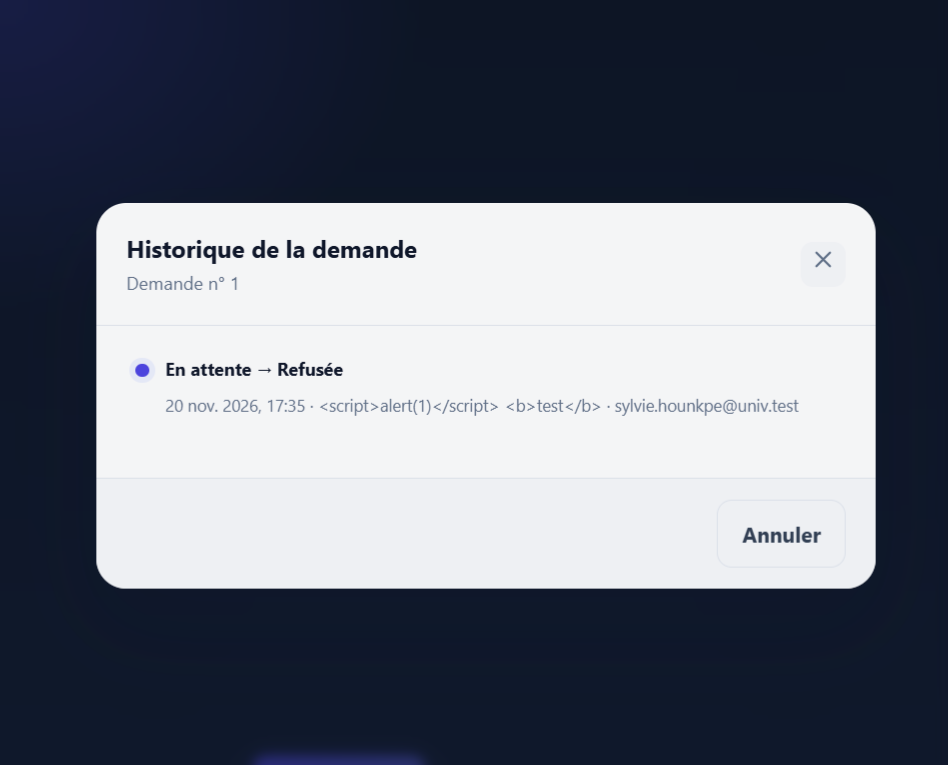 Historique de la demande
Demande n° 1
En attente → Refusée
20 nov. 2026, 17:35 · <script>alert(1)</script> <b>test</b> · sylvie.hounkpe@univ.test
Annuler